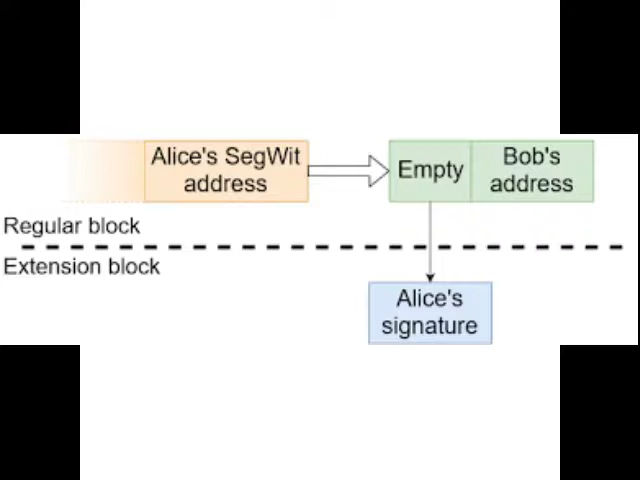 Alice's SegWit
address
Empty
Bob's
address
Regular block
Extension block
Alice's
signature